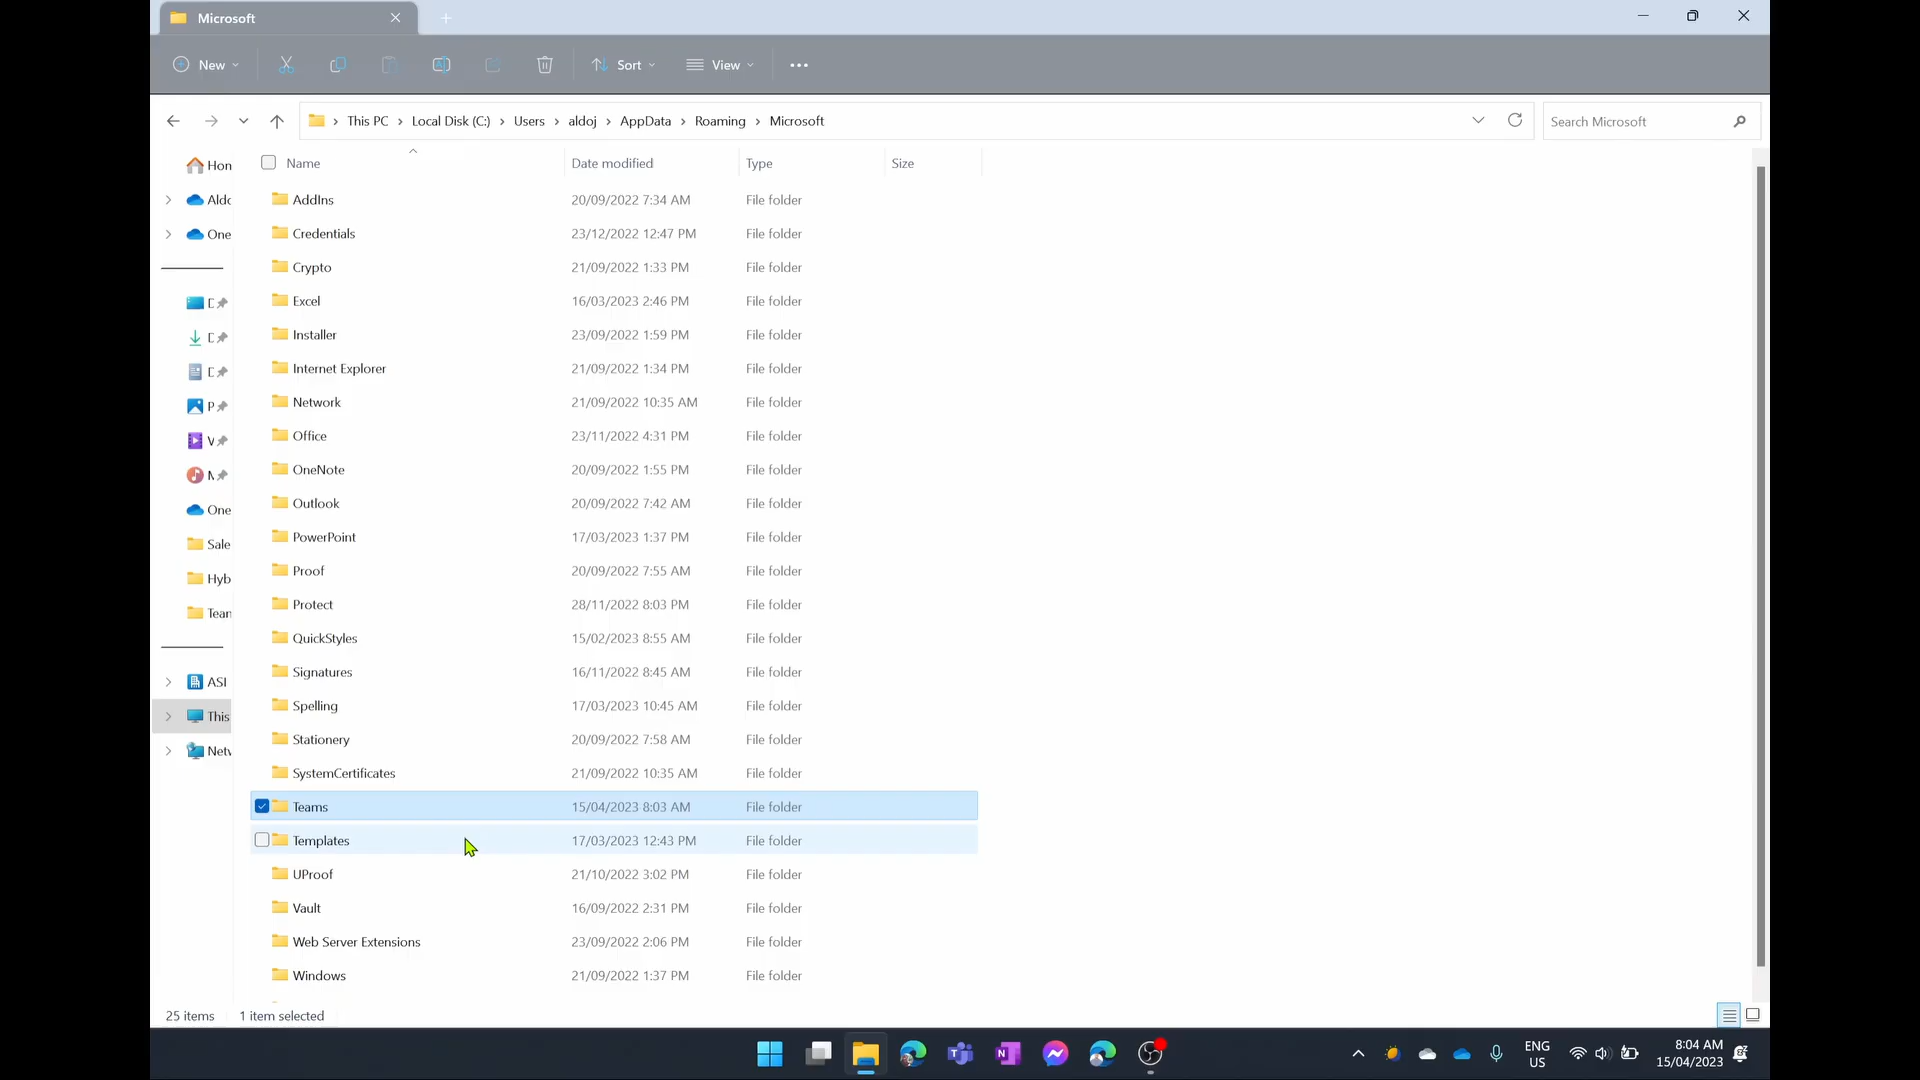 Microsoft
New
Sort
View
This PC > Local Disk (C:) > Users > aldoj > AppData > Roaming > Microsoft
Search Microsoft
Name Date modified Type Size
AddIns 20/09/2022 7:34 AM File folder
Credentials 23/12/2022 12:47 PM File folder
Crypto 21/09/2022 1:33 PM File folder
Excel 16/03/2023 2:46 PM File folder
Installer 23/09/2022 1:59 PM File folder
Internet Explorer 21/09/2022 1:34 PM File folder
Network 21/09/2022 10:35 AM File folder
Office 23/11/2022 4:31 PM File folder
OneNote 20/09/2022 1:55 PM File folder
Outlook 20/09/2022 7:42 AM File folder
PowerPoint 17/03/2023 1:37 PM File folder
Proof 20/09/2022 7:55 AM File folder
Protect 28/11/2022 8:03 PM File folder
QuickStyles 15/02/2023 8:55 AM File folder
Signatures 16/11/2022 8:45 AM File folder
Spelling 17/03/2023 10:45 AM File folder
Stationery 20/09/2022 7:58 AM File folder
SystemCertificates 21/09/2022 10:35 AM File folder
Teams 15/04/2023 8:03 AM File folder
Templates 17/03/2023 12:43 PM File folder
UProof 21/10/2022 3:02 PM File folder
Vault 16/09/2022 2:31 PM File folder
Web Server Extensions 23/09/2022 2:06 PM File folder
Windows 21/09/2022 1:37 PM File folder
One
One
Sale
Hyb
ASI
This
25 items 1 item selected
ENG
US
8:04 AM
15/04/2023